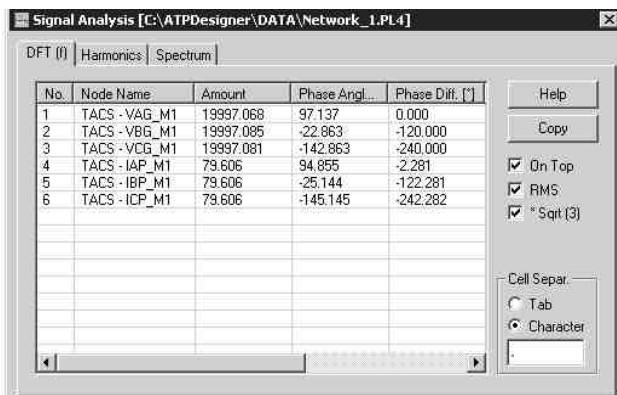 Signal Analysis [C:\ATPDesigner\DATA\Network_1.PL4]
DFT (f) Harmonics Spectrum
No. Node Name Amount Phase Angl... Phase Diff. [°]
1 TACS - VAG_M1 19997.068 97.137 0.000
2 TACS - VBG_M1 19997.085 -22.863 -120.000
3 TACS - VCG_M1 19997.081 -142.863 -240.000
4 TACS - IAP_M1 79.606 94.855 -2.281
5 TACS - IBP_M1 79.606 -25.144 -122.281
6 TACS - ICP_M1 79.606 -145.145 -242.282
Help
Copy
On Top
RMS
* Sqrt (3)
Cell Separ.
Tab
Character
.